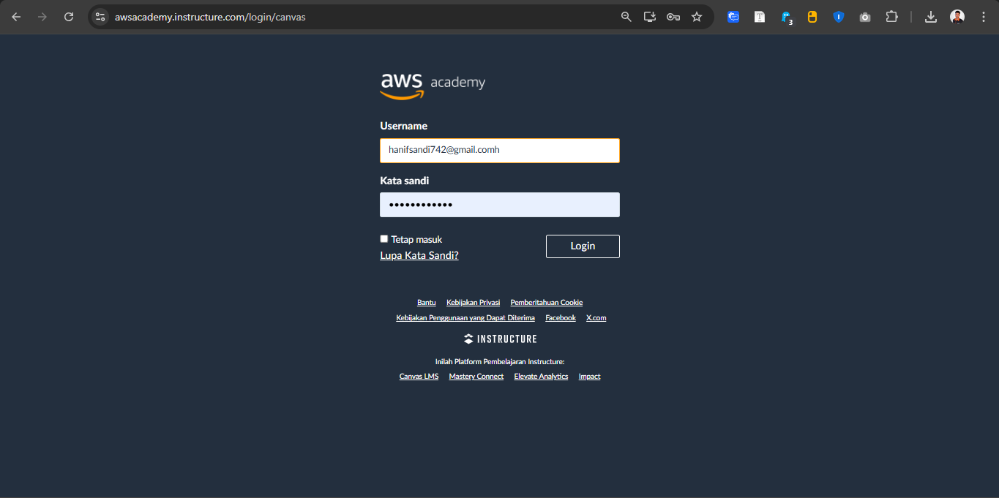 awsacademy.instructure.com/login/canvas
3
aws academy
Username
hanifsandi742@gmail.comh
Kata sandi
Tetap masuk
Lupa Kata Sandi?
Login
Bantu Kebijakan Privasi Pemberitahuan Cookie
Kebijakan Penggunaan yang Dapat Diterima Facebook X.com
INSTRUCTURE
Inilah Platform Pembelajaran Instructure:
Canvas LMS Mastery Connect Elevate Analytics Impact